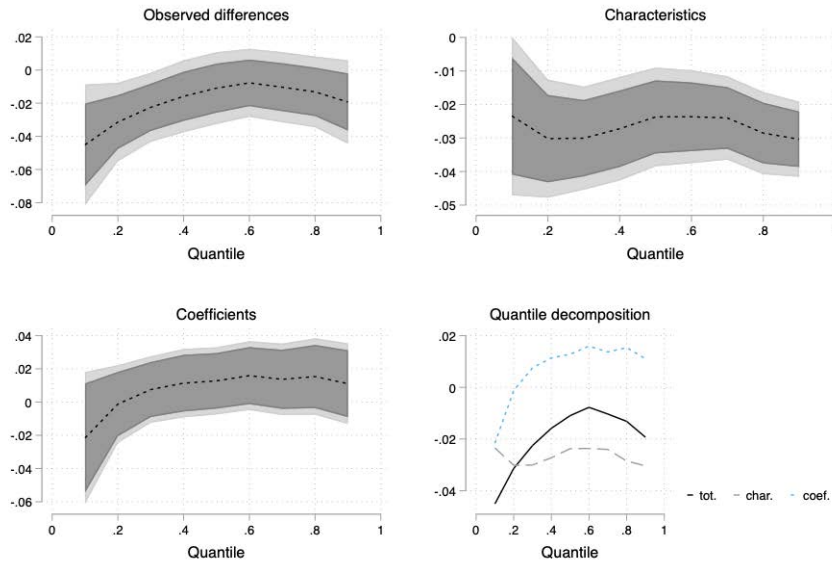 Observed differences
.02
0
-.02
-.04
-.06
-.08
0 .2 .4 .6 .8 1
Quantile
Characteristics
0
-.01
-.02
-.03
-.04
-.05
0 .2 .4 .6 .8
Quantile
Coefficients
.04
.02
0
-.02
-.04
-.06
0 .2 .4 .6 .8 1
Quantile
Quantile decomposition
.02
0
-.02
-.04
0 .2 .4 .6 .8 1
Quantile
tot. char. coef.